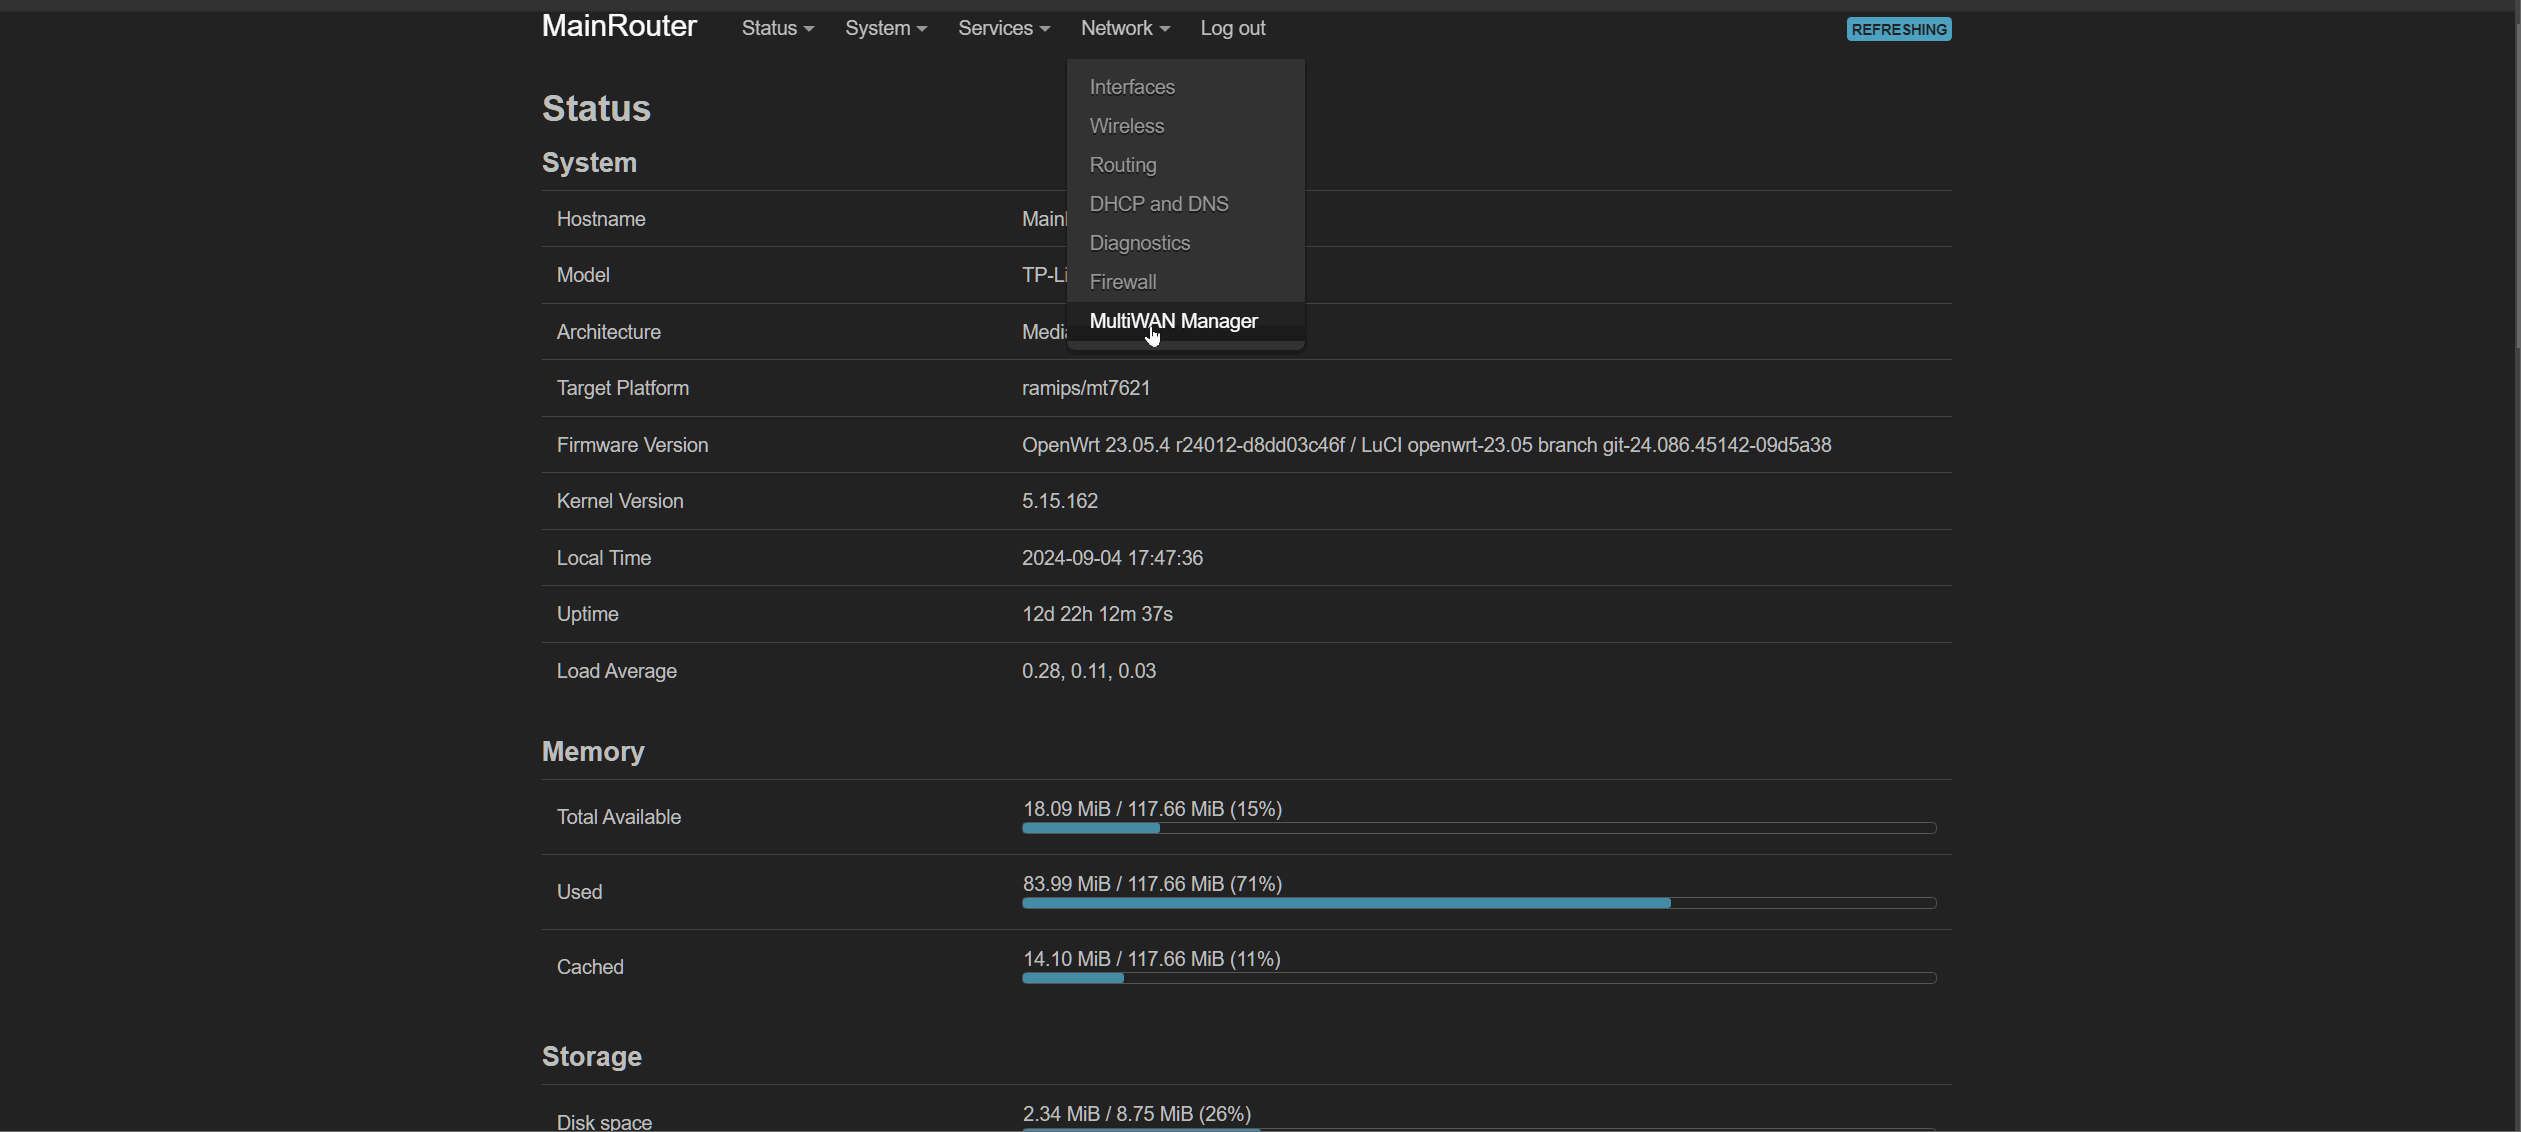 MainRouter Status System Services Network Log out REFRESHING
Interfaces
Wireless
Routing
DHCP and DNS
Diagnostics
Firewall
MultiWAN Manager
Status
System
Hostname Main
Model TP-Li
Architecture Media
Target Platform ramips/mt7621
Firmware Version OpenWrt 23.05.4 r24012-d8dd03c46f / LuCI openwrt-23.05 branch git-24.086.45142-09d5a38
Kernel Version 5.15.162
Local Time 2024-09-04 17:47:36
Uptime 12d 22h 12m 37s
Load Average 0.28, 0.11, 0.03
Memory
Total Available 18.09 MiB / 117.66 MiB (15%)
Used 83.99 MiB / 117.66 MiB (71%)
Cached 14.10 MiB / 117.66 MiB (11%)
Storage
Disk space 2.34 MiB / 8.75 MiB (26%)